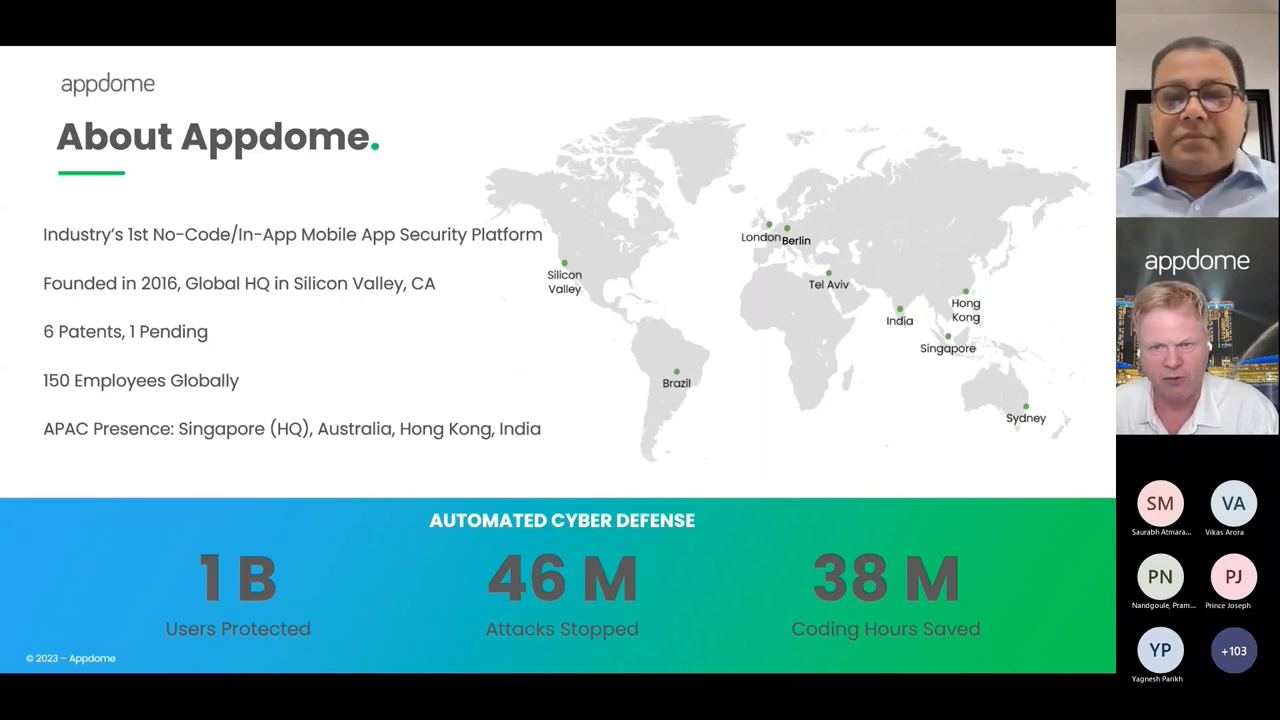 appdome
About Appdome.
Industry's 1st No-Code/In-App Mobile App Security Platform
Founded in 2016, Global HQ in Silicon Valley, CA
6 Patents, 1 Pending
150 Employees Globally
APAC Presence: Singapore (HQ), Australia, Hong Kong, India
Silicon
Valley
Brazil
London
Berlin
Tel Aviv
India
Hong
Kong
Singapore
Sydney
AUTOMATED CYBER DEFENSE
1 B
Users Protected
46 M
Attacks Stopped
38 M
Coding Hours Saved
© 2023 – Appdome
appdome
SM
Saurabh Atmara...
VA
Vikas Arora
PN
Nandgoule, Pram...
PJ
Prince Joseph
YP
Yagnesh Parikh
+103